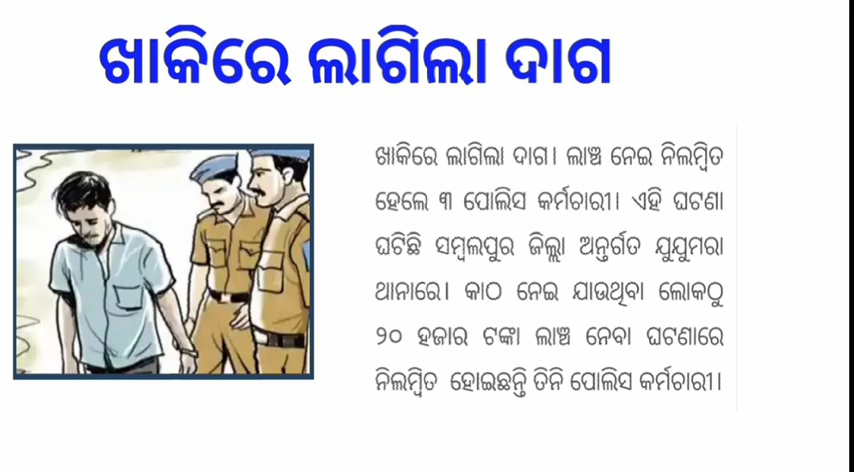 ଖାକିରେ ଲାଗିଲା ଦାଗ
ଖାକିରେ ଲାଗିଲା ଦାଗ। ଲାଞ୍ଚ ନେଇ ନିଲମ୍ବିତ
ହେଲେ ୩ ପୋଲିସ କର୍ମଚାରୀ। ଏହି ଘଟଣା
ଘଟିଛି ସମ୍ବଲପୁର ଜିଲ୍ଲା ଅନ୍ତର୍ଗତ ଯୁଯୁମରା
ଥାନାରେ। କାଠ ନେଇ ଯାଉଥିବା ଲୋକଠୁ
୨୦ ହଜାର ଟଙ୍କା ଲାଞ୍ଚ ନେବା ଘଟଣାରେ
ନିଲମ୍ବିତ ହୋଇଛନ୍ତି ତିନି ପୋଲିସ କର୍ମଚାରୀ।